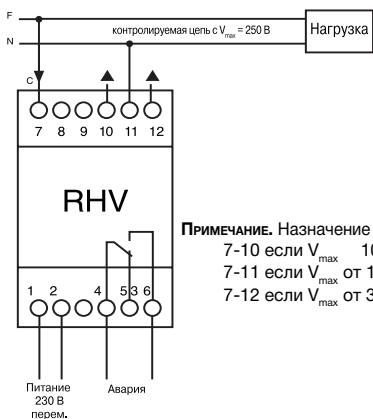 F
контролируемая цепь с Vmax = 250 В
Нагрузка
N
C
7 8 9 10 11 12
RHV
ПРИМЕЧАНИЕ. Назначение
7-10 если Vmax 10
7-11 если Vmax от 1
7-12 если Vmax от 3
1 2 4 5 3 6
Питание
230 В
перем.
Авария